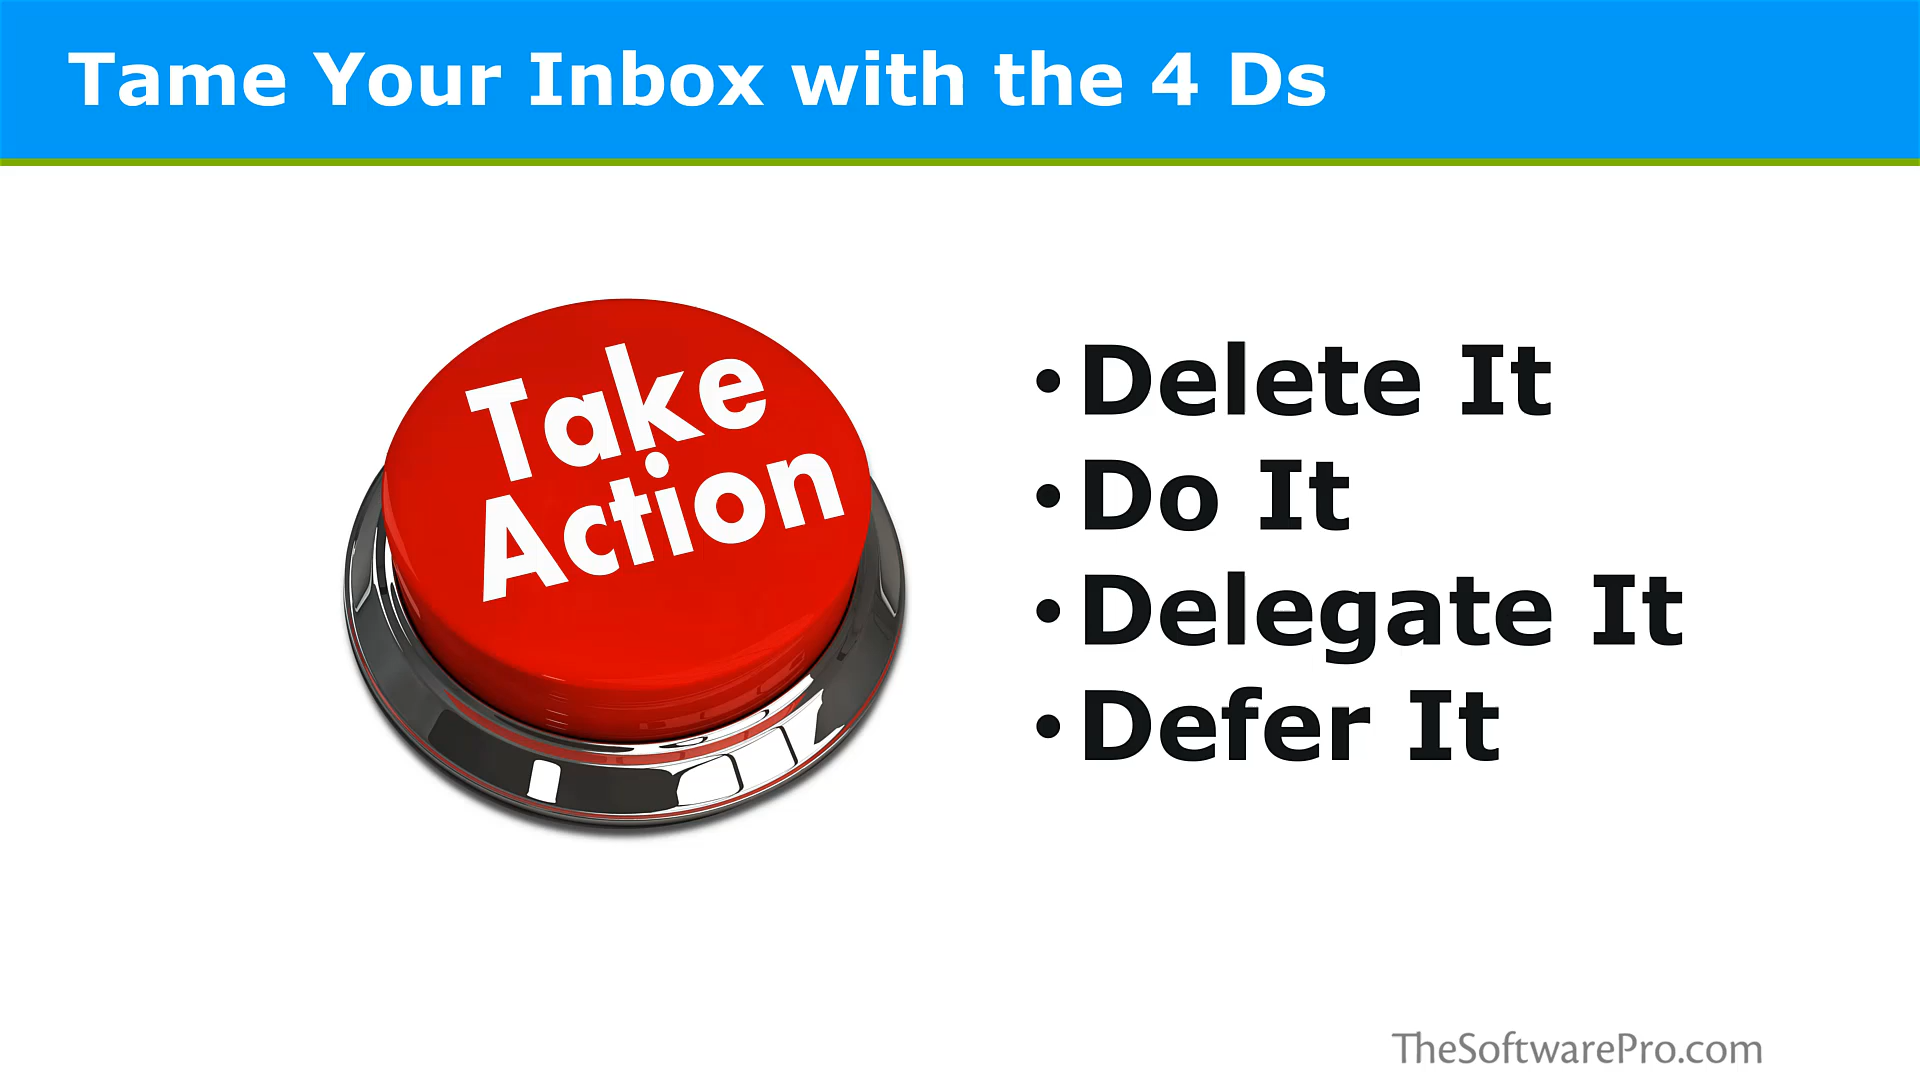 Tame Your Inbox with the 4 Ds
Take
Action
• Delete It
• Do It
• Delegate It
• Defer It
TheSoftwarePro.com